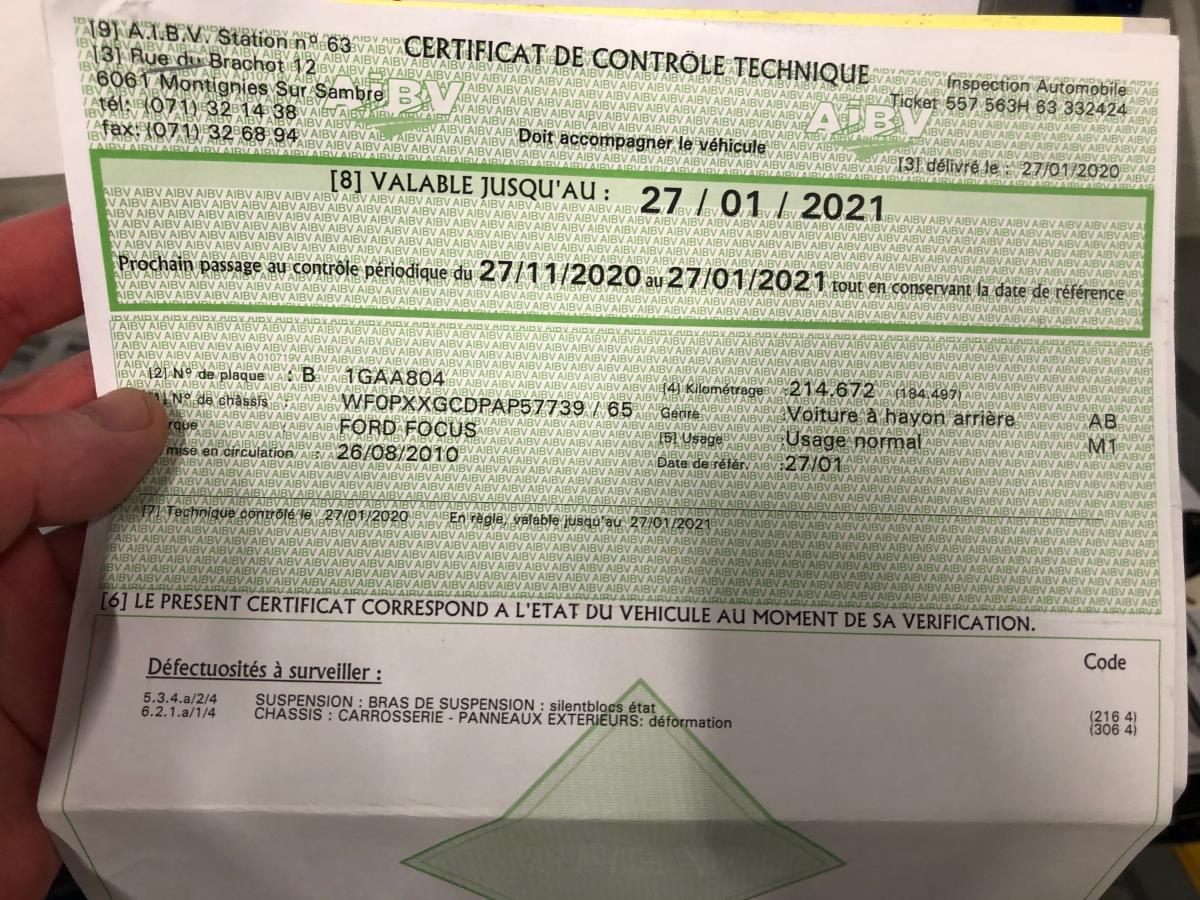 [9] A.I.B.V. Station n° 63
[3] Rue du Brachot 12
6061 Montignies Sur Sambre
tél: (071) 32 14 38
fax: (071) 32 68 94
CERTIFICAT DE CONTRÔLE TECHNIQUE
AiBV
AiBV
Inspection Automobile
Ticket 557 563H 63 332424
Doit accompagner le véhicule
[3] délivré le : 27/01/2020
[8] VALABLE JUSQU'AU : 27 / 01 / 2021
Prochain passage au contrôle périodique du 27/11/2020 au 27/01/2021 tout en conservant la date de référence
[2] N° de plaque : B 1GAA804
N° de châssis : WF0PXXGCDPAP57739 / 65
rque : FORD FOCUS
mise en circulation : 26/08/2010
[4] Kilométrage :214.672 (184.497)
Genre :Voiture à hayon arrière AB
[5] Usage :Usage normal M1
Date de référ. :27/01
[7] Technique contrôlé le 27/01/2020 En règle, valable jusqu'au 27/01/2021
[6] LE PRESENT CERTIFICAT CORRESPOND A L'ETAT DU VEHICULE AU MOMENT DE SA VERIFICATION.
Défectuosités à surveiller : Code
5.3.4.a/2/4 SUSPENSION : BRAS DE SUSPENSION : silentblocs état (216 4)
6.2.1.a/1/4 CHASSIS : CARROSSERIE - PANNEAUX EXTERIEURS: déformation (306 4)